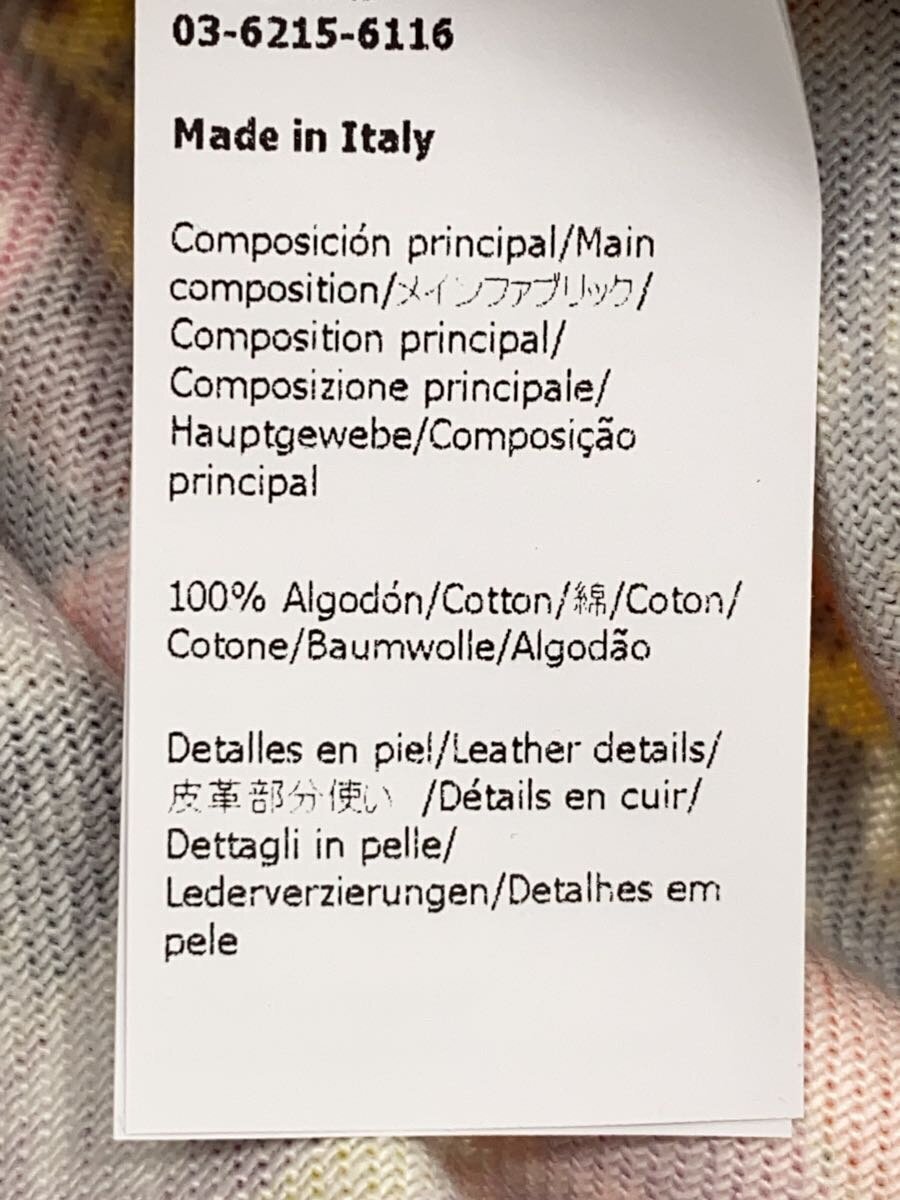 03-6215-6116
Made in Italy
Composición principal/Main
composition/メインファブリック/
Composition principal/
Composizione principale/
Hauptgewebe/Composição
principal
100% Algodón/Cotton/綿/Coton/
Cotone/Baumwolle/Algodão
Detalles en piel/Leather details/
皮革部分使い /Détails en cuir/
Dettagli in pelle/
Lederverzierungen/Detalhes em
pele